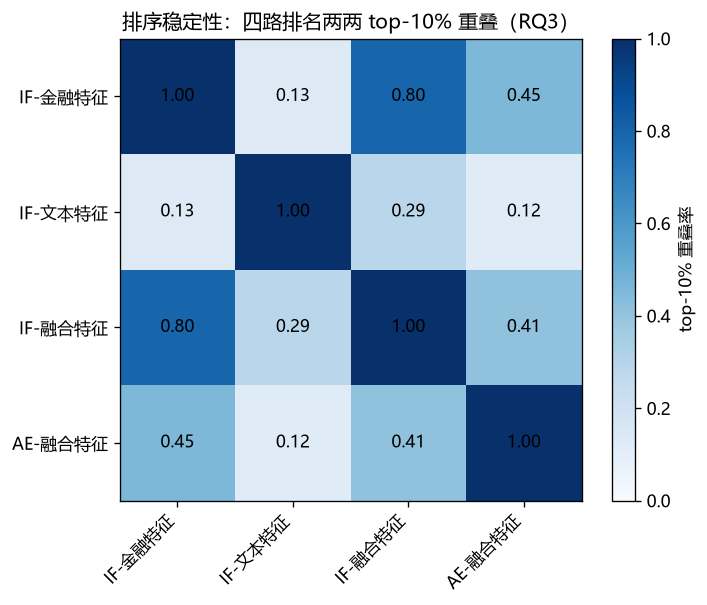 排序稳定性：四路排名两两 top-10% 重叠（RQ3）
IF-金融特征 1.00 0.13 0.80 0.45
IF-文本特征 0.13 1.00 0.29 0.12
IF-融合特征 0.80 0.29 1.00 0.41
AE-融合特征 0.45 0.12 0.41 1.00
IF-金融特征 IF-文本特征 IF-融合特征 AE-融合特征
1.0
0.8
0.6
0.4
0.2
0.0
top-10% 重叠率